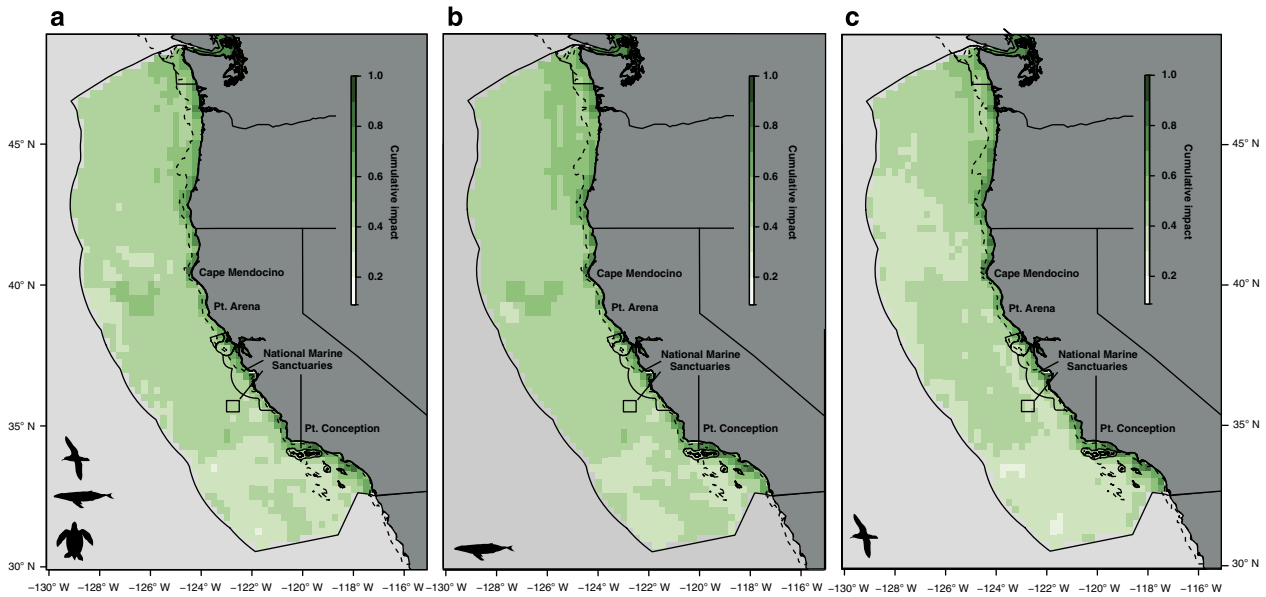 a
b
c
1.0
0.8
0.6
0.4
0.2
Cumulative impact
Cape Mendocino
Pt. Arena
National Marine
Sanctuaries
Pt. Conception
1.0
0.8
0.6
0.4
0.2
Cumulative impact
Cape Mendocino
Pt. Arena
National Marine
Sanctuaries
Pt. Conception
1.0
0.8
0.6
0.4
0.2
Cumulative impact
Cape Mendocino
Pt. Arena
National Marine
Sanctuaries
Pt. Conception
45° N
40° N
35° N
30° N
45° N
40° N
35° N
30° N
−130° W −128° W −126° W −124° W −122° W −120° W −118° W −116° W
−130° W −128° W −126° W −124° W −122° W −120° W −118° W −116° W
−130° W −128° W −126° W −124° W −122° W −120° W −118° W −116° W